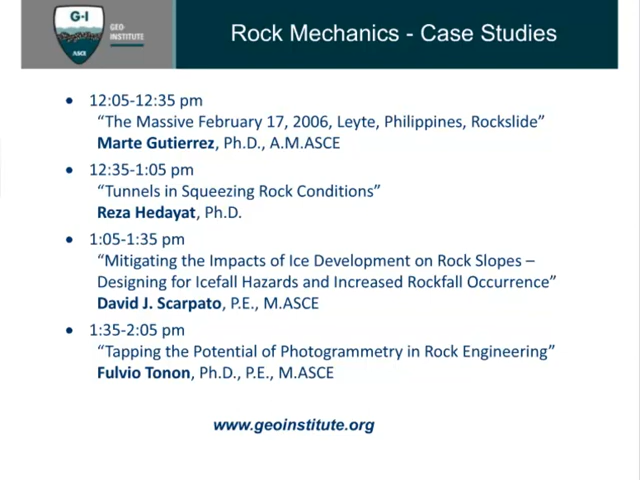 G-I
ASCE
GEO-
INSTITUTE
Rock Mechanics - Case Studies
• 12:05-12:35 pm
“The Massive February 17, 2006, Leyte, Philippines, Rockslide”
Marte Gutierrez, Ph.D., A.M.ASCE
• 12:35-1:05 pm
“Tunnels in Squeezing Rock Conditions”
Reza Hedayat, Ph.D.
• 1:05-1:35 pm
“Mitigating the Impacts of Ice Development on Rock Slopes –
Designing for Icefall Hazards and Increased Rockfall Occurrence”
David J. Scarpato, P.E., M.ASCE
• 1:35-2:05 pm
“Tapping the Potential of Photogrammetry in Rock Engineering”
Fulvio Tonon, Ph.D., P.E., M.ASCE
www.geoinstitute.org